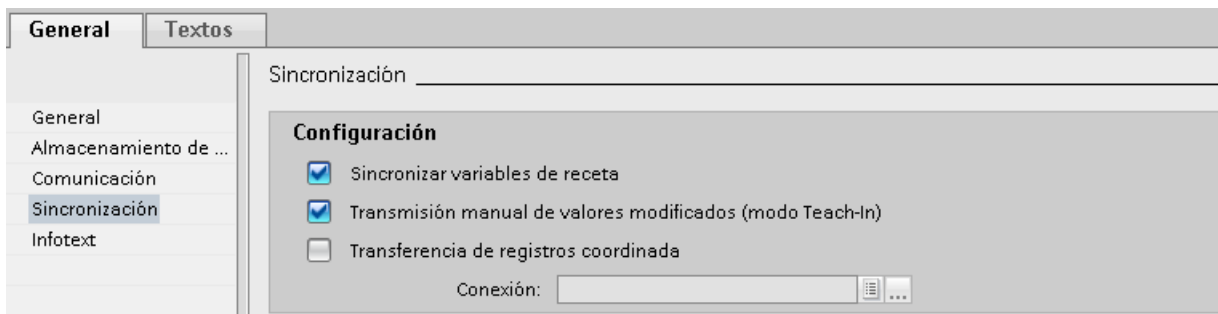 General Textos
Sincronización
General
Almacenamiento de ...
Comunicación
Sincronización
Infotext
Configuración
Sincronizar variables de receta
Transmisión manual de valores modificados (modo Teach-In)
Transferencia de registros coordinada
Conexión:
...